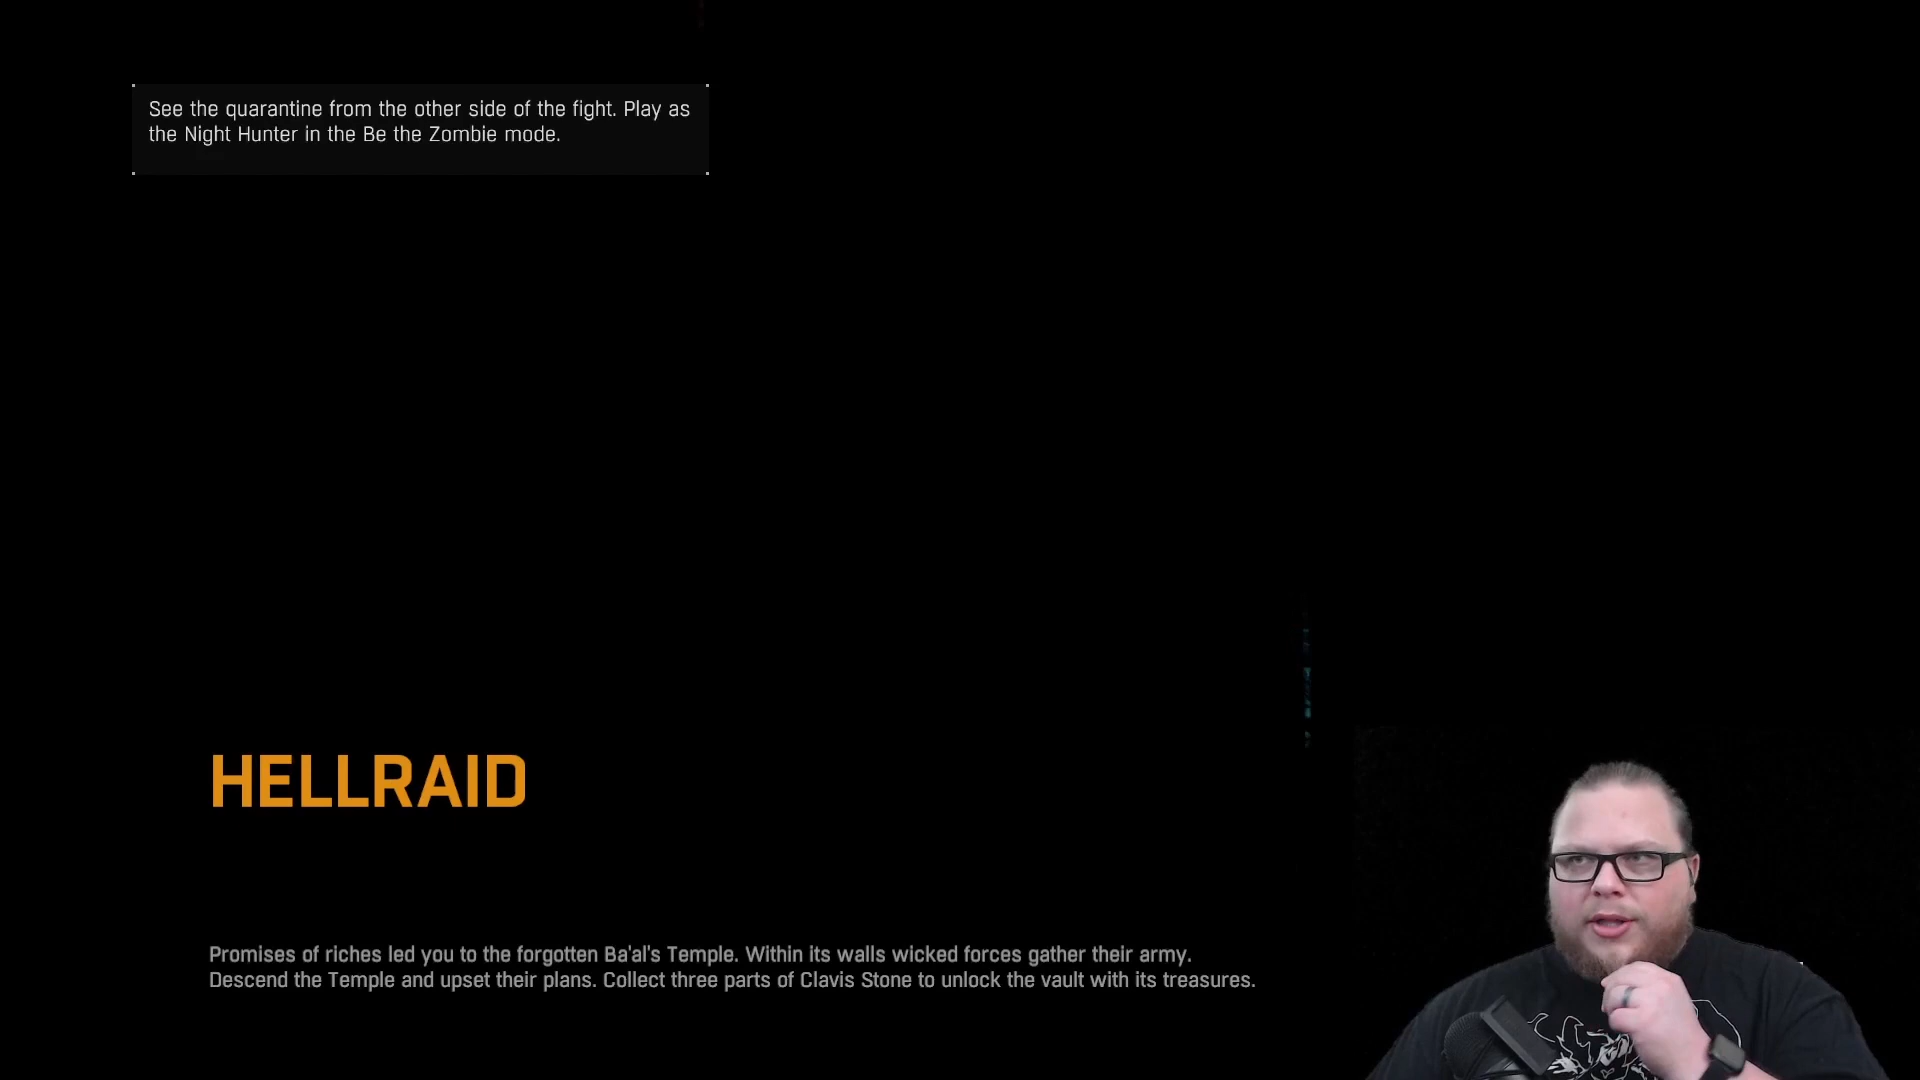 See the quarantine from the other side of the fight. Play as
the Night Hunter in the Be the Zombie mode.
HELLRAID
Promises of riches led you to the forgotten Ba'al's Temple. Within its walls wicked forces gather their army.
Descend the Temple and upset their plans. Collect three parts of Clavis Stone to unlock the vault with its treasures.